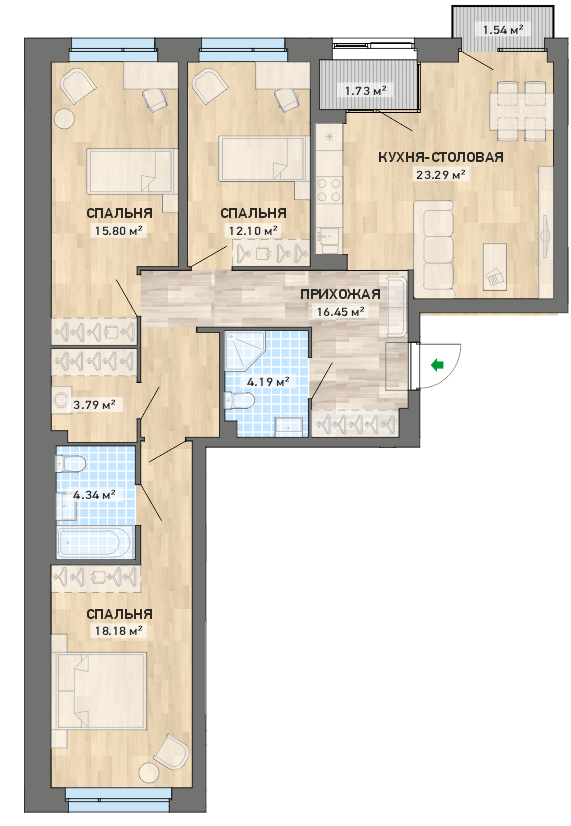 1.54 м²
1.73 м²
КУХНЯ-СТОЛОВАЯ
23.29 м²
СПАЛЬНЯ
15.80 м²
СПАЛЬНЯ
12.10 м²
ПРИХОЖАЯ
16.45 м²
4.19 м²
3.79 м²
4.34 м²
СПАЛЬНЯ
18.18 м²